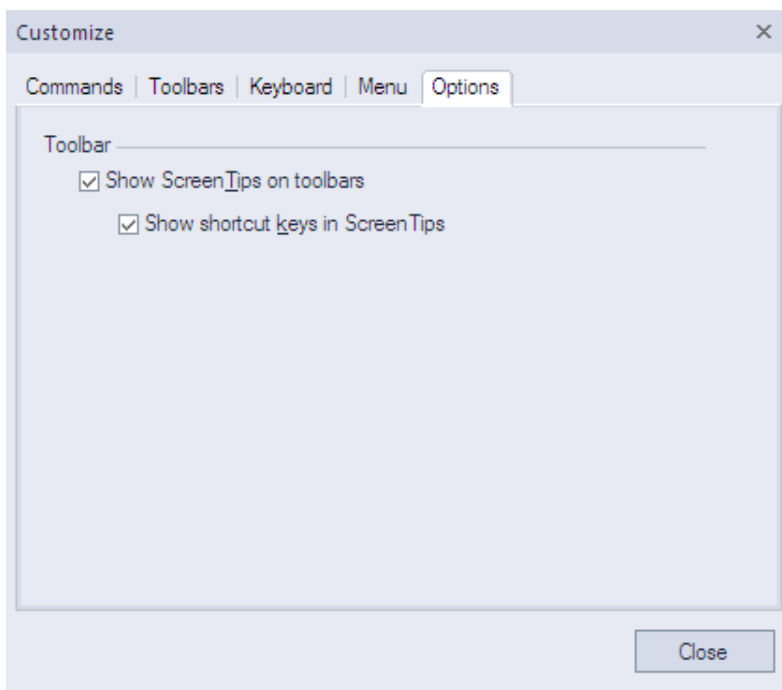 Customize
Commands Toolbars Keyboard Menu Options
Toolbar
Show ScreenTips on toolbars
Show shortcut keys in ScreenTips
Close